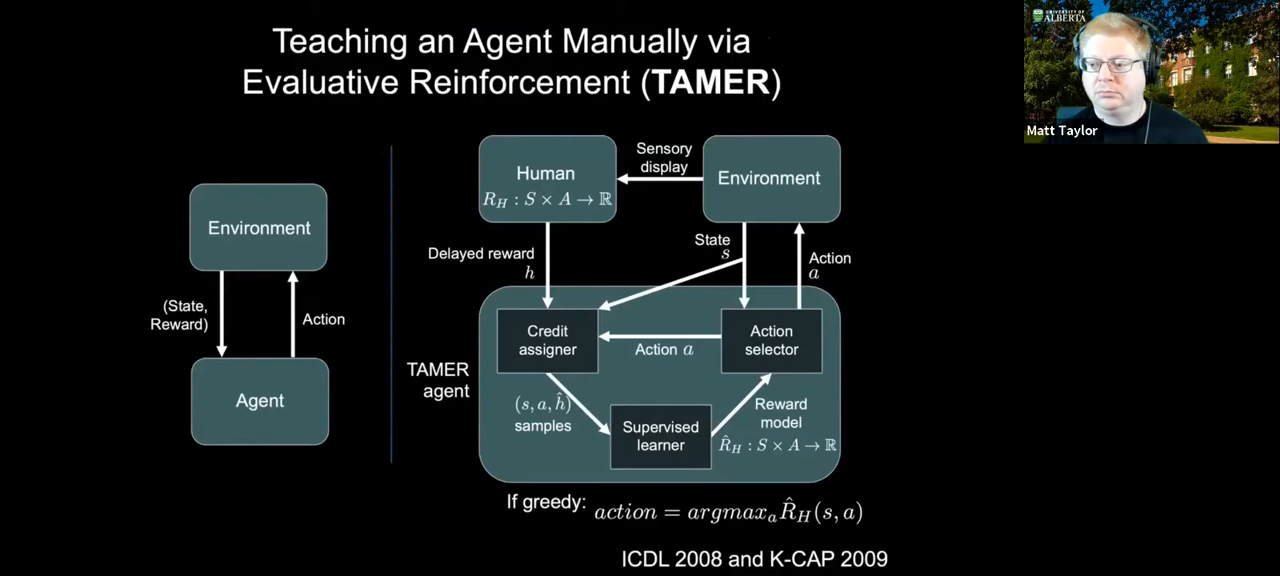 Teaching an Agent Manually via
Evaluative Reinforcement (TAMER)
UNIVERSITY OF
ALBERTA
Matt Taylor
Environment
(State,
Reward)
Action
Agent
Human
R_H : S × A → ℝ
Sensory
display
Environment
Delayed reward
h
State
s
Action
a
TAMER
agent
Credit
assigner
Action a
Action
selector
(s, a, ĥ)
samples
Supervised
learner
Reward
model
R̂_H : S × A → ℝ
If greedy: action = argmax_a R̂_H(s, a)
ICDL 2008 and K-CAP 2009